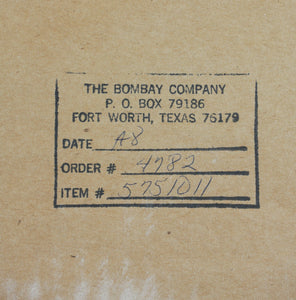 THE BOMBAY COMPANY
P. O. BOX 79186
FORT WORTH, TEXAS 76179
DATE A8
ORDER # 4782
ITEM # 5751011